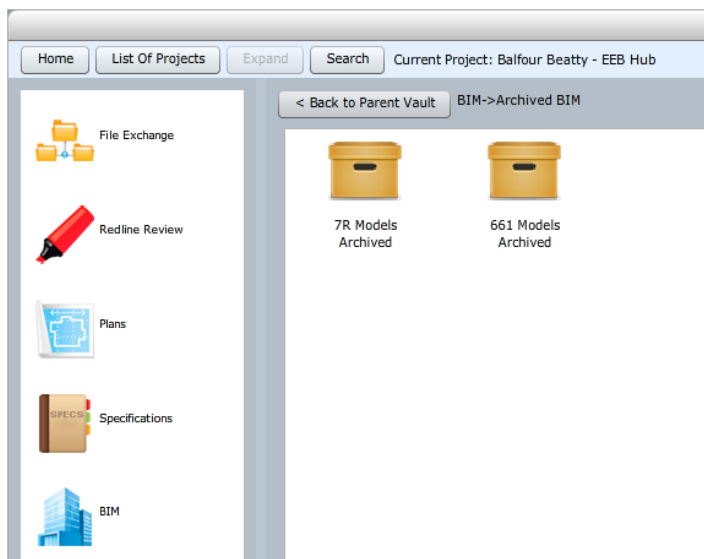 Home List Of Projects Expand Search Current Project: Balfour Beatty - EEB Hub
< Back to Parent Vault BIM->Archived BIM
File Exchange
Redline Review
Plans
SPECS
Specifications
BIM
7R Models
Archived
661 Models
Archived